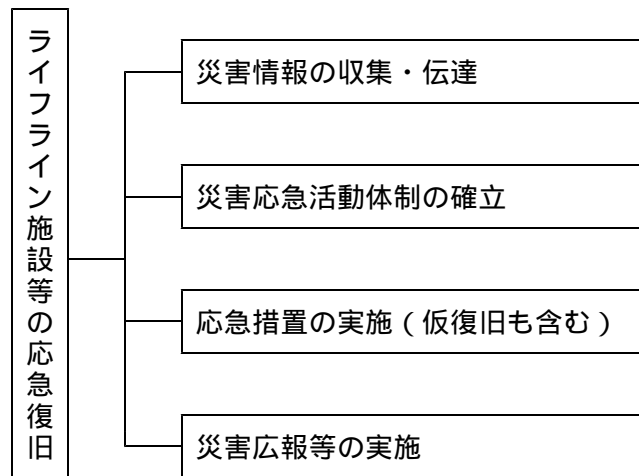 ライフライン施設等の応急復旧
災害情報の収集・伝達
災害応急活動体制の確立
応急措置の実施(仮復旧も含む)
災害広報等の実施